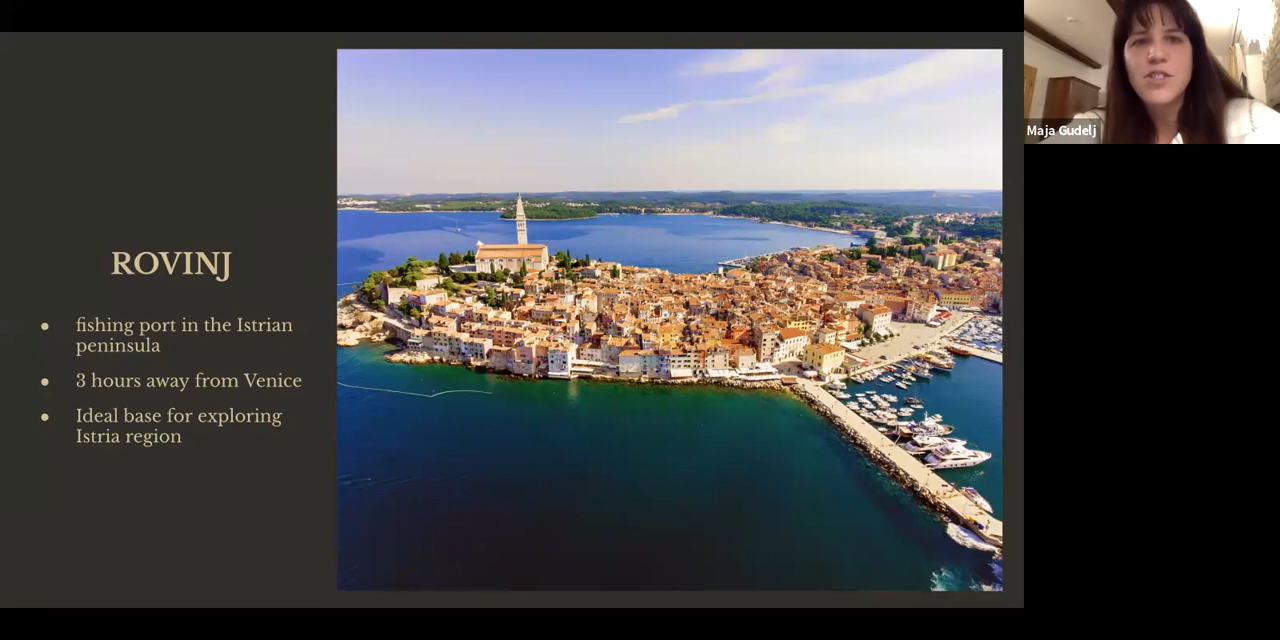 ROVINJ
● fishing port in the Istrian
peninsula
● 3 hours away from Venice
● Ideal base for exploring
Istria region
Maja Gudelj